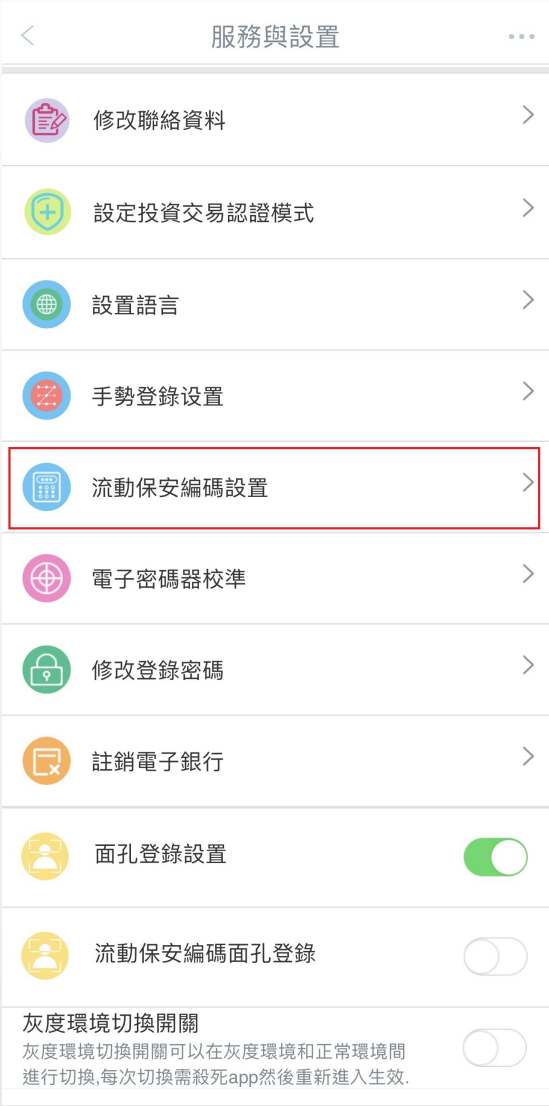 服務與設置
修改聯絡資料
設定投資交易認證模式
設置語言
手勢登錄设置
流動保安編碼設置
電子密碼器校準
修改登錄密碼
註銷電子銀行
面孔登錄設置
流動保安編碼面孔登錄
灰度環境切換開關
灰度環境切換開關可以在灰度環境和正常環境間
進行切換,每次切換需殺死app然後重新進入生效.